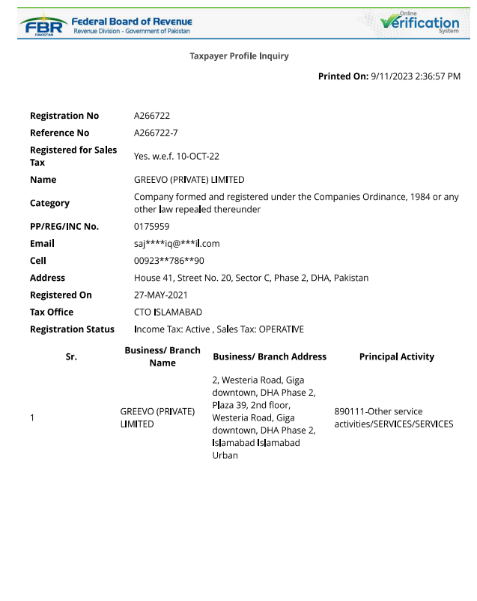 FBR
PAKISTAN
Federal Board of Revenue
Revenue Division - Government of Pakistan
Online
Verification
System
Taxpayer Profile Inquiry
Printed On: 9/11/2023 2:36:57 PM
Registration No A266722
Reference No A266722-7
Registered for Sales Tax Yes. w.e.f. 10-OCT-22
Name GREEVO (PRIVATE) LIMITED
Category Company formed and registered under the Companies Ordinance, 1984 or any
other law repealed thereunder
PP/REG/INC No. 0175959
Email saj****iq@***il.com
Cell 00923**786**90
Address House 41, Street No. 20, Sector C, Phase 2, DHA, Pakistan
Registered On 27-MAY-2021
Tax Office CTO ISLAMABAD
Registration Status Income Tax: Active , Sales Tax: OPERATIVE
Sr. Business/ Branch Name Business/ Branch Address Principal Activity
1
GREEVO (PRIVATE)
LIMITED
2, Westeria Road, Giga
downtown, DHA Phase 2,
Plaza 39, 2nd floor,
Westeria Road, Giga
downtown, DHA Phase 2,
Islamabad Islamabad
Urban
890111-Other service
activities/SERVICES/SERVICES